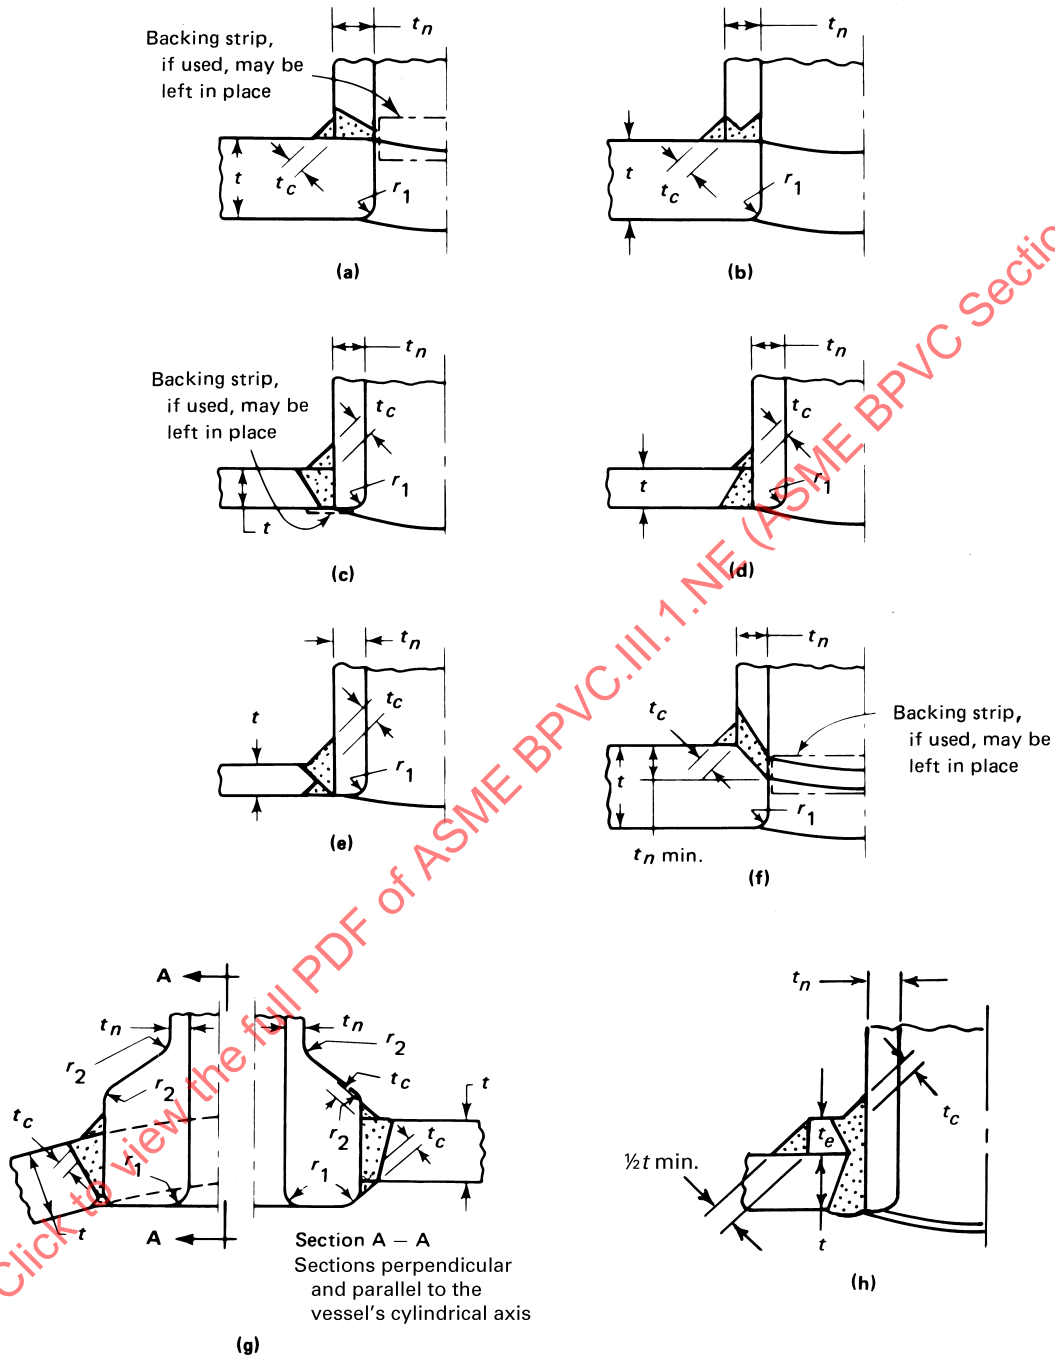 tn
Backing strip,
if used, may be
left in place
t
tc
r1
(a)
tn
t
tc
r1
(b)
tn
Backing strip,
if used, may be
left in place
tc
r1
t
(c)
tn
tc
t
r1
(d)
tn
t
tc
r1
(e)
tn
tc
Backing strip,
if used, may be
left in place
t
r1
tn min.
(f)
A
tn
r2
r2
tc
r1
t
A
tn
r2
tc
t
r2
tc
r1
Section A – A
Sections perpendicular
and parallel to the
vessel's cylindrical axis
(g)
tn
tc
te
½t min.
t
(h)
Click to view the full PDF of ASME BPVC.III.1.NE (ASME BPVC Sectio